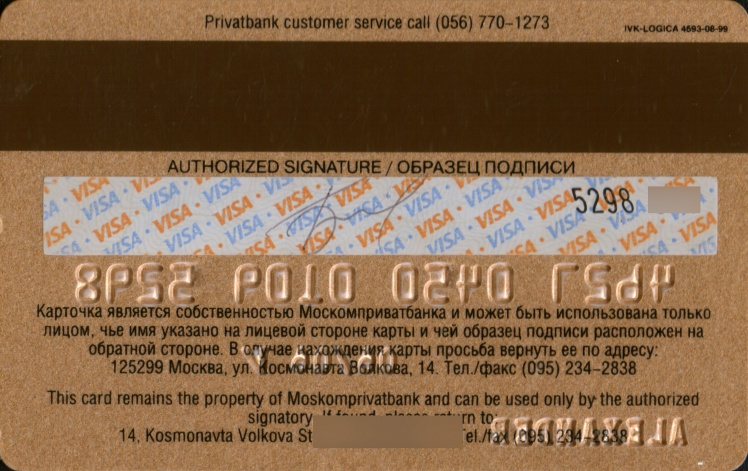 Privatbank customer service call (056) 770-1273
IVK-LOGICA 4593-08-99
AUTHORIZED SIGNATURE / ОБРАЗЕЦ ПОДПИСИ
VISA
5298
Карточка является собственностью Москомприватбанка и может быть использована только
лицом, чье имя указано на лицевой стороне карты и чей образец подписи расположен на
обратной стороне. В случае нахождения карты просьба вернуть ее по адресу:
125299 Москва, ул. Космонавта Волкова, 14. Тел./факс (095) 234-2838
This card remains the property of Moskomprivatbank and can be used only by the authorized
signatory. If found, please return to:
14, Kosmonavta Volkova St Tel./fax (095) 234-2838
ALEXANDER